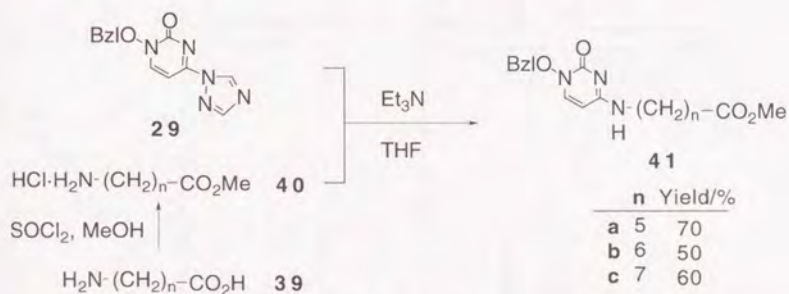 BzlO
O
N
N
N
N
N
29
HCl·H₂N-(CH₂)ₙ-CO₂Me 40
SOCl₂, MeOH
H₂N-(CH₂)ₙ-CO₂H 39
Et₃N
THF
BzlO
O
N
N
N-(CH₂)ₙ-CO₂Me
H
41
n Yield/%
a 5 70
b 6 50
c 7 60